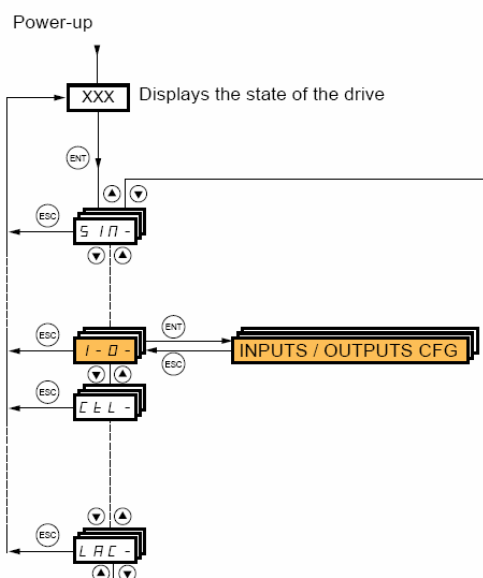 Power-up
XXX Displays the state of the drive
ENT
ESC
SIM-
ESC
I-O-
ENT
ESC
INPUTS / OUTPUTS CFG
ESC
CtL-
ESC
LAC-